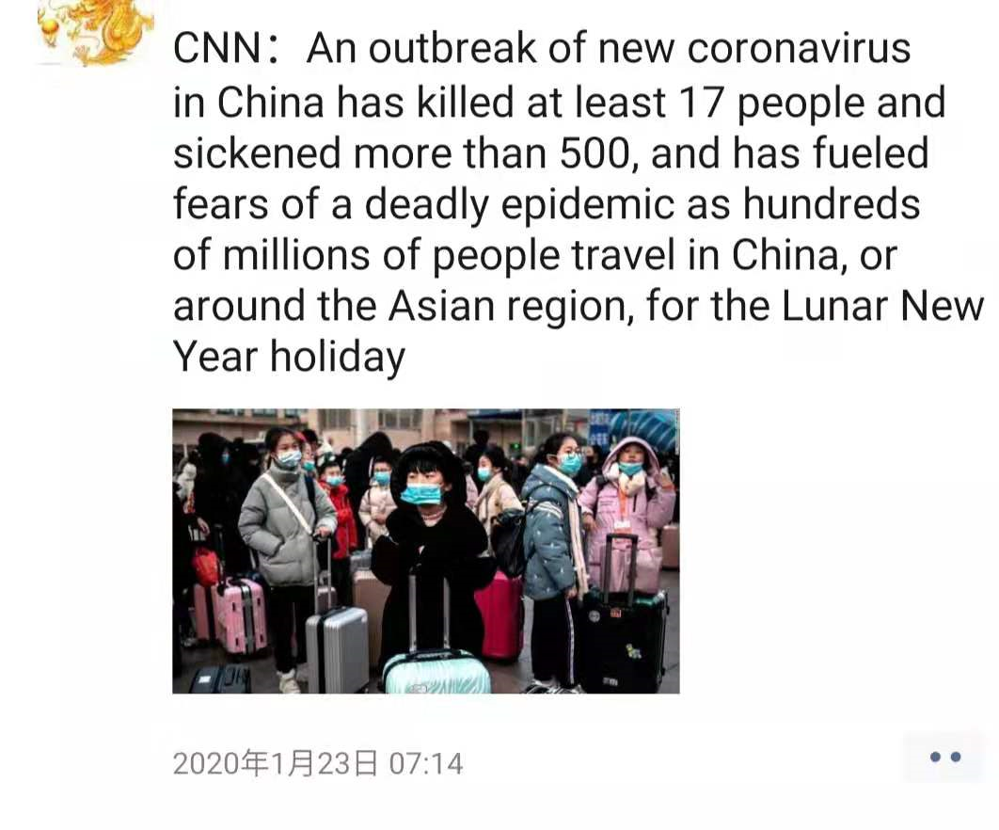 CNN：An outbreak of new coronavirus
in China has killed at least 17 people and
sickened more than 500, and has fueled
fears of a deadly epidemic as hundreds
of millions of people travel in China, or
around the Asian region, for the Lunar New
Year holiday
2020年1月23日 07:14